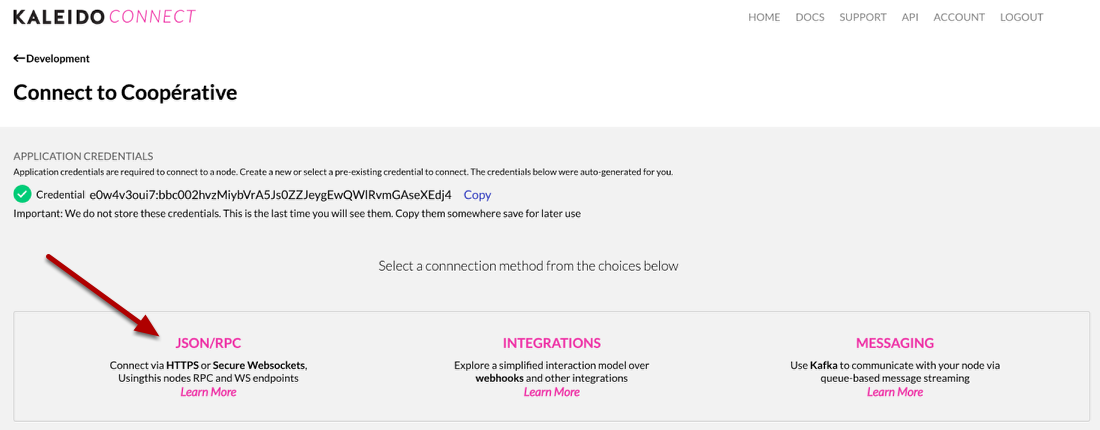 KALEIDO CONNECT
HOME DOCS SUPPORT API ACCOUNT LOGOUT
←Development
Connect to Coopérative
APPLICATION CREDENTIALS
Application credentials are required to connect to a node. Create a new or select a pre-existing credential to connect. The credentials below were auto-generated for you.
Credential e0w4v3oui7:bbc002hvzMiybVrA5Js0ZZJeygEwQWlRvmGAseXEdj4 Copy
Important: We do not store these credentials. This is the last time you will see them. Copy them somewhere save for later use
Select a connnection method from the choices below
JSON/RPC
Connect via HTTPS or Secure Websockets,
Usingthis nodes RPC and WS endpoints
Learn More
INTEGRATIONS
Explore a simplified interaction model over
webhooks and other integrations
Learn More
MESSAGING
Use Kafka to communicate with your node via
queue-based message streaming
Learn More